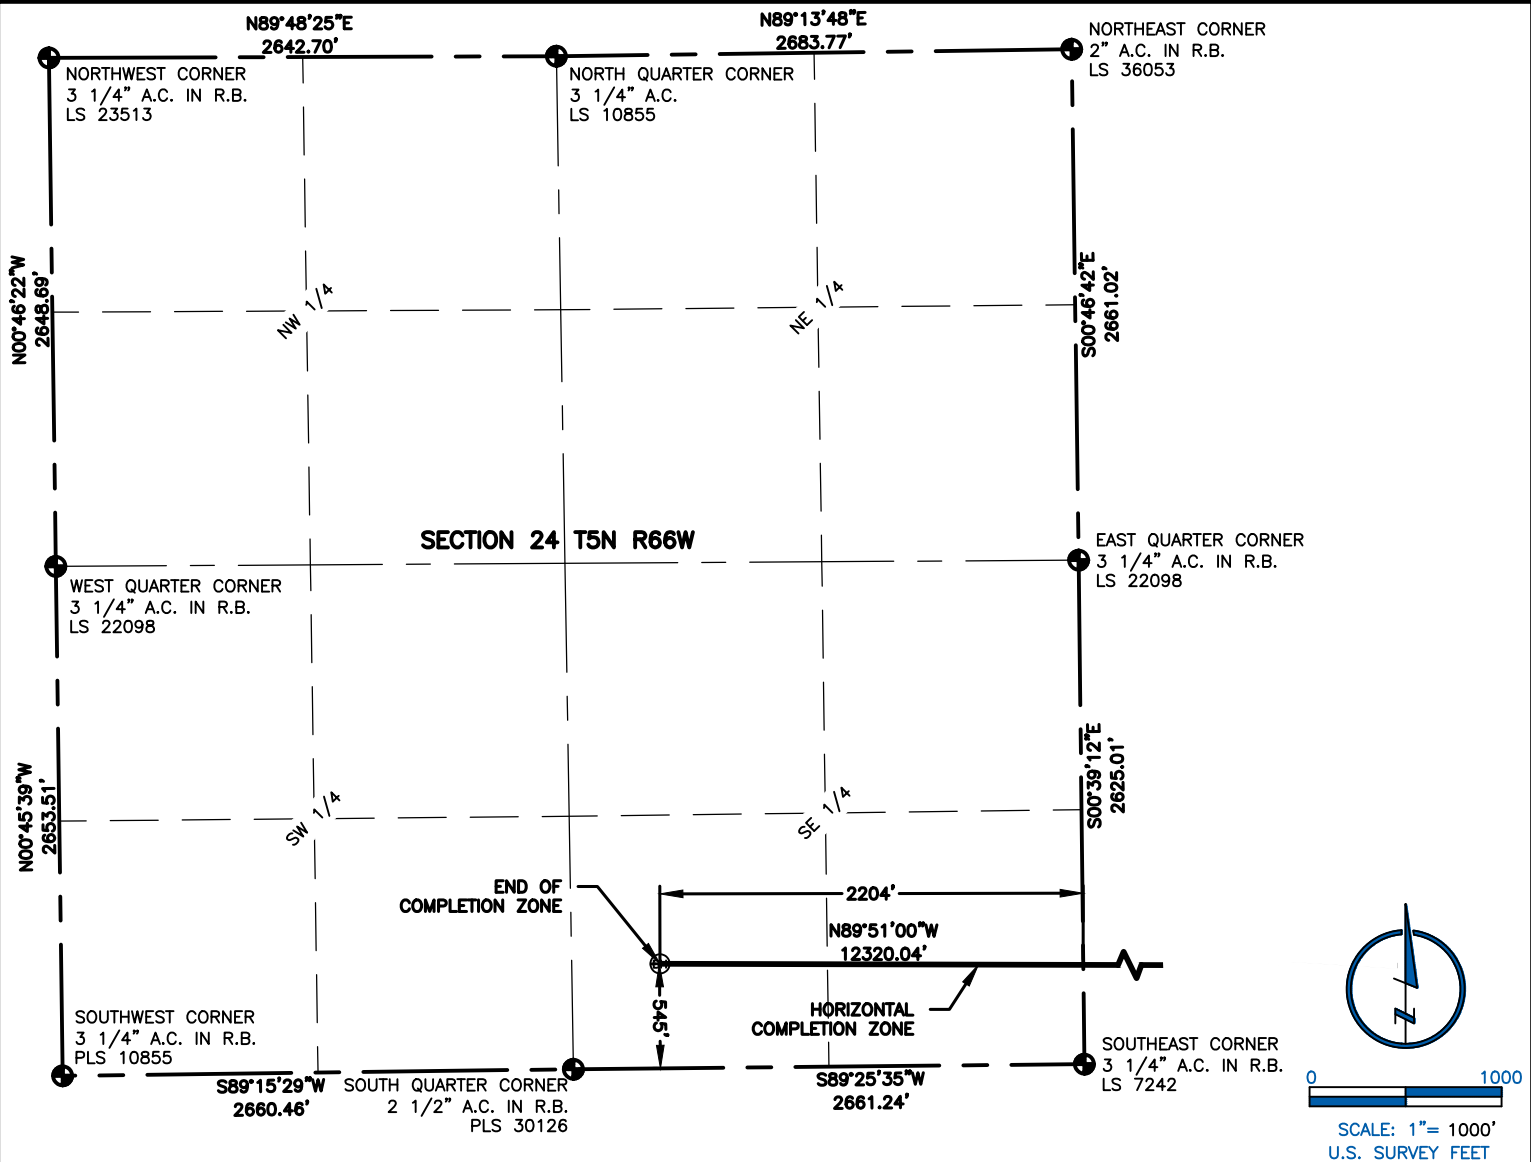 N89°48'25"E
2642.70'
N89°13'48"E
2683.77'
NORTHEAST CORNER
2" A.C. IN R.B.
LS 36053
NORTHWEST CORNER
3 1/4" A.C. IN R.B.
LS 23513
NORTH QUARTER CORNER
3 1/4" A.C.
LS 10855
N00°46'22"W
2648.69'
NW 1/4
NE 1/4
S00°46'42"E
2661.02'
SECTION 24 T5N R66W
EAST QUARTER CORNER
3 1/4" A.C. IN R.B.
LS 22098
WEST QUARTER CORNER
3 1/4" A.C. IN R.B.
LS 22098
N00°45'39"W
2653.51'
SW 1/4
SE 1/4
S00°39'12"E
2625.01'
END OF
COMPLETION ZONE
2204'
N89°51'00"W
12320.04'
545'
HORIZONTAL
COMPLETION ZONE
SOUTHWEST CORNER
3 1/4" A.C. IN R.B.
PLS 10855
S89°15'29"W
2660.46'
SOUTH QUARTER CORNER
2 1/2" A.C. IN R.B.
PLS 30126
S89°25'35"W
2661.24'
SOUTHEAST CORNER
3 1/4" A.C. IN R.B.
LS 7242
N
0 1000
SCALE: 1"= 1000'
U.S. SURVEY FEET